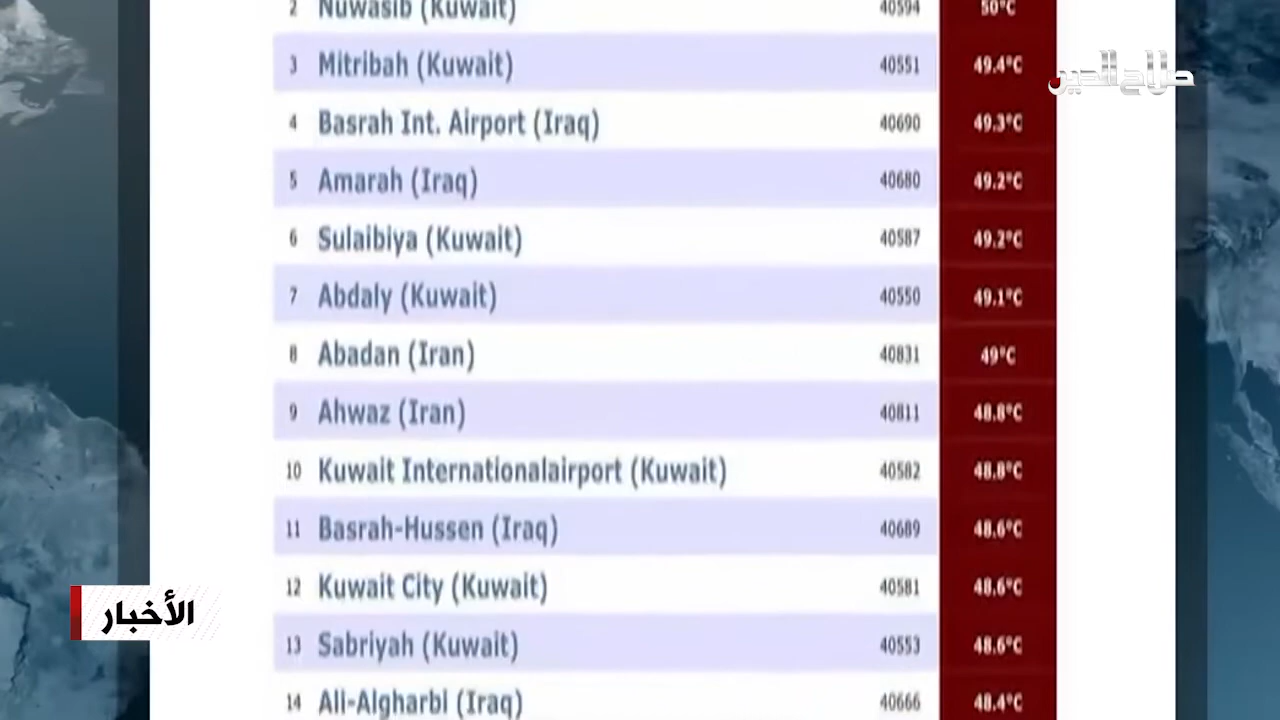 2 Nuwasib (Kuwait) 40594 50°C
3 Mitribah (Kuwait) 40551 49.4°C
صلاح الدين
4 Basrah Int. Airport (Iraq) 40690 49.3°C
5 Amarah (Iraq) 40680 49.2°C
6 Sulaibiya (Kuwait) 40587 49.2°C
7 Abdaly (Kuwait) 40550 49.1°C
8 Abadan (Iran) 40831 49°C
9 Ahwaz (Iran) 40811 48.8°C
10 Kuwait Internationalairport (Kuwait) 40582 48.8°C
11 Basrah-Hussen (Iraq) 40689 48.6°C
12 Kuwait City (Kuwait) 40581 48.6°C
الأخبار
13 Sabriyah (Kuwait) 40553 48.6°C
14 Ali-Algharbi (Iraq) 40666 48.4°C